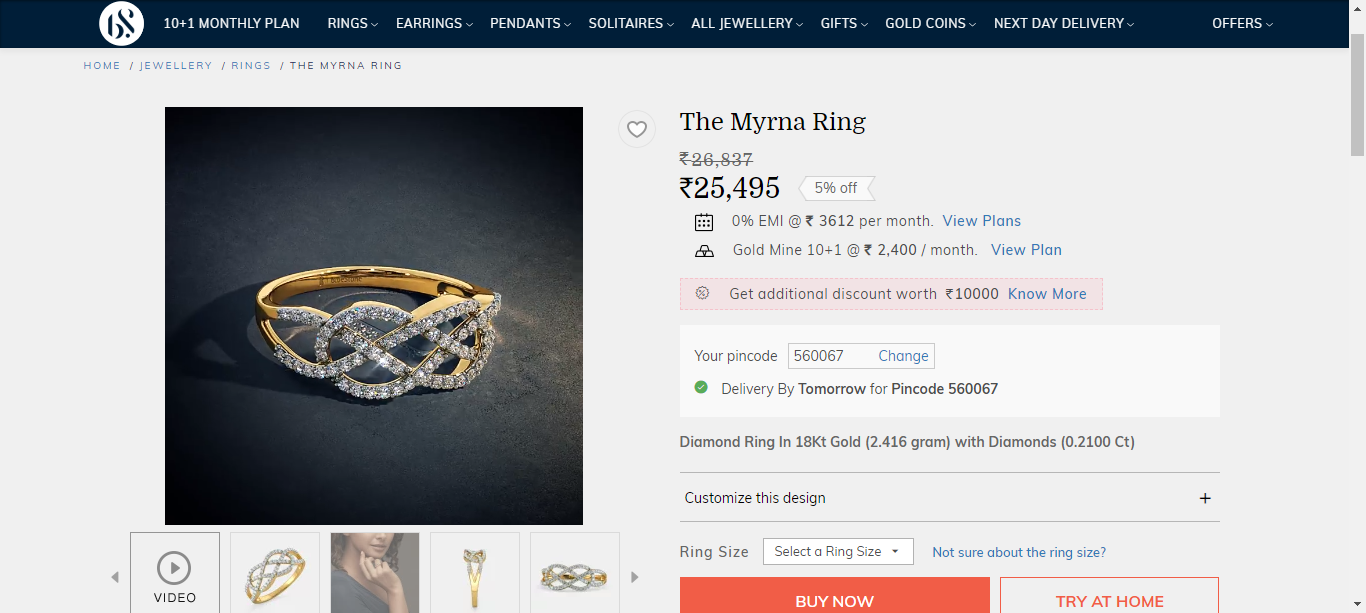 BS
10+1 MONTHLY PLAN RINGS EARRINGS PENDANTS SOLITAIRES ALL JEWELLERY GIFTS GOLD COINS NEXT DAY DELIVERY OFFERS
HOME / JEWELLERY / RINGS / THE MYRNA RING
The Myrna Ring
₹26,837
₹25,495 5% off
0% EMI @ ₹ 3612 per month. View Plans
Gold Mine 10+1 @ ₹ 2,400 / month. View Plan
Get additional discount worth ₹10000 Know More
Your pincode 560067 Change
Delivery By Tomorrow for Pincode 560067
Diamond Ring In 18Kt Gold (2.416 gram) with Diamonds (0.2100 Ct)
Customize this design +
Ring Size Select a Ring Size Not sure about the ring size?
VIDEO
BUY NOW TRY AT HOME